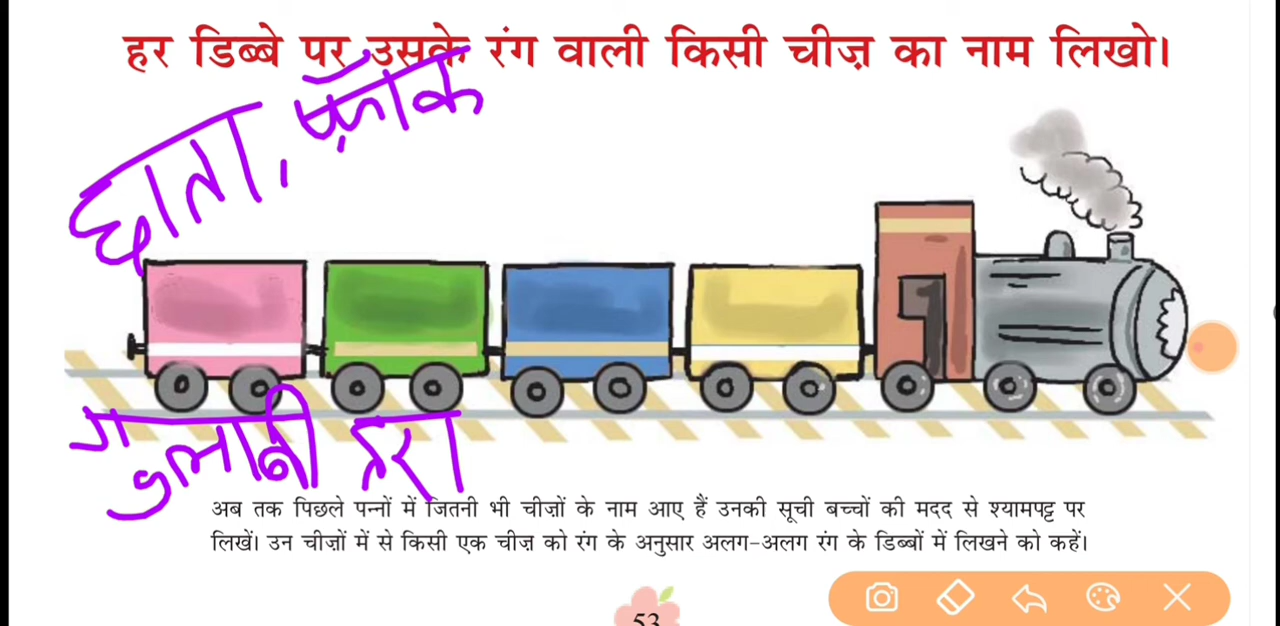 हर डिब्बे पर उसके रंग वाली किसी चीज़ का नाम लिखो।
छाता, फ़्रॉक
गुलाबी हरा
अब तक पिछले पन्नों में जितनी भी चीज़ों के नाम आए हैं उनकी सूची बच्चों की मदद से श्यामपट्ट पर
लिखें। उन चीज़ों में से किसी एक चीज़ को रंग के अनुसार अलग-अलग रंग के डिब्बों में लिखने को कहें।
53